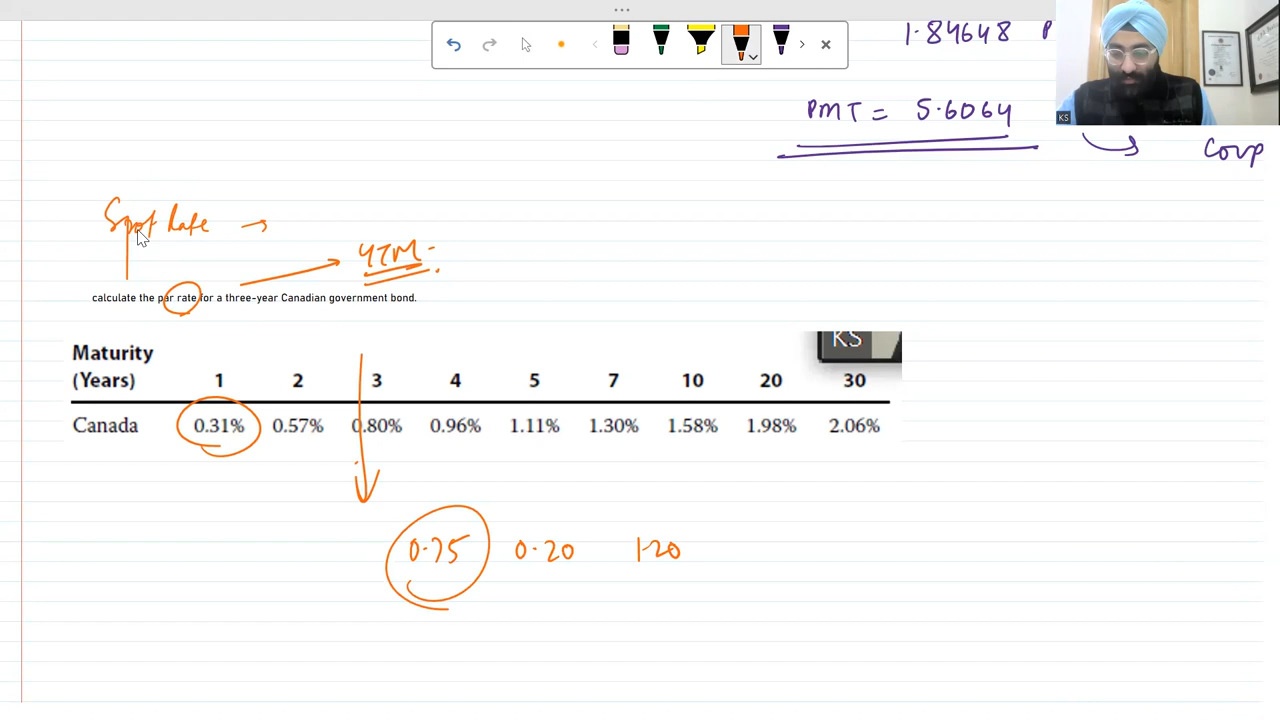 1.84648 P
PMT = 5.6064
KS
Coup
Spot Rate →
YTM
calculate the par rate for a three-year Canadian government bond.
KS
Maturity
(Years) 1 2 3 4 5 7 10 20 30
Canada 0.31% 0.57% 0.80% 0.96% 1.11% 1.30% 1.58% 1.98% 2.06%
0.75 0.20 1.20